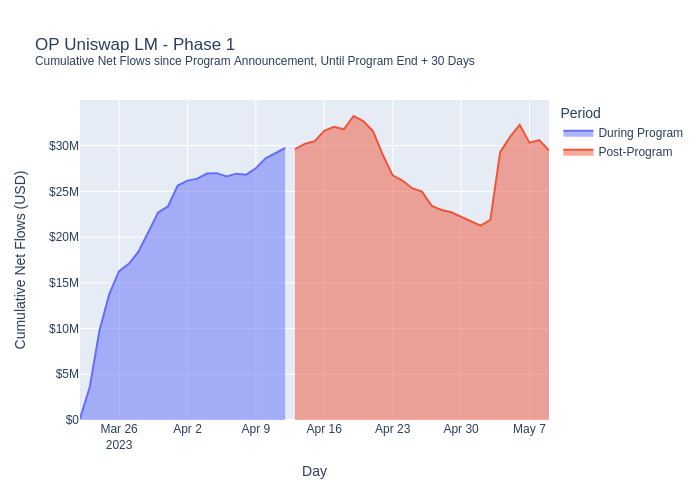 OP Uniswap LM - Phase 1
Cumulative Net Flows since Program Announcement, Until Program End + 30 Days
Period
During Program
Post-Program
Cumulative Net Flows (USD)
$30M
$25M
$20M
$15M
$10M
$5M
$0
Mar 26
2023
Apr 2
Apr 9
Apr 16
Apr 23
Apr 30
May 7
Day